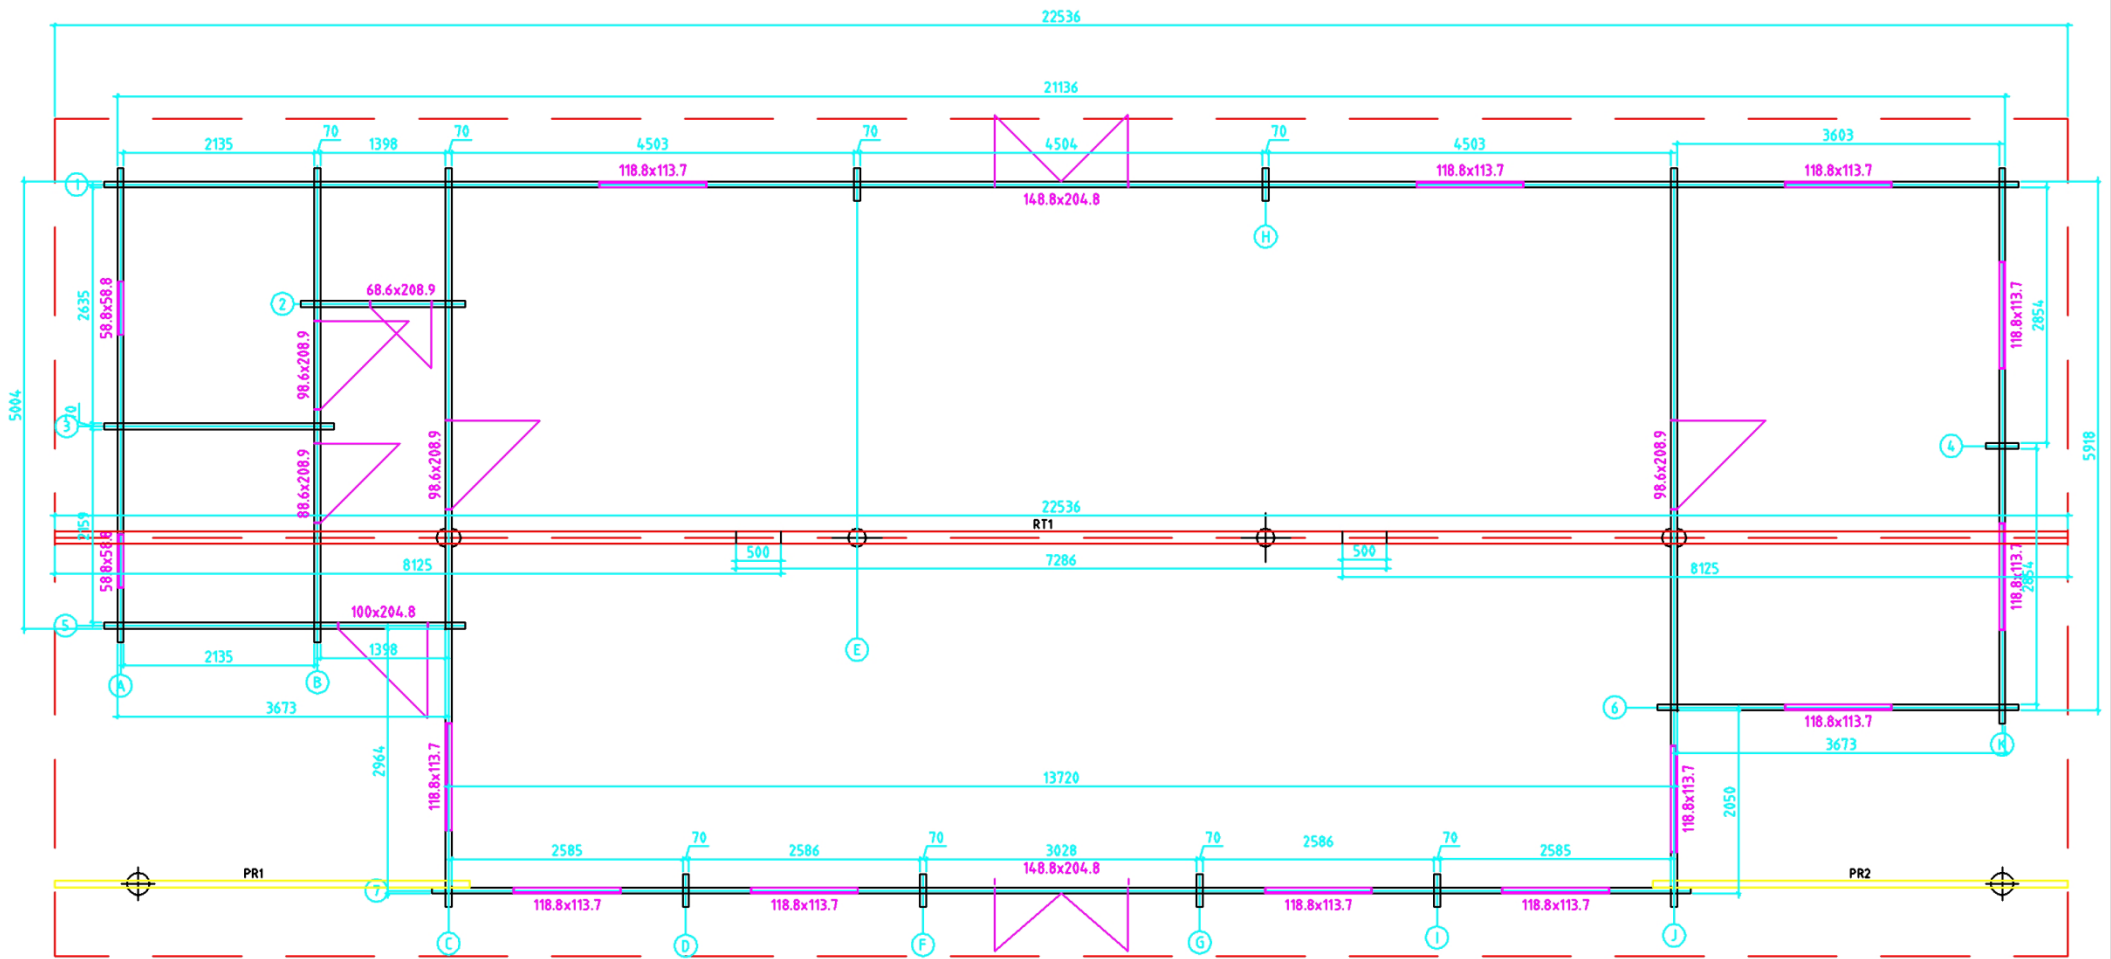 22536
21136
2135
70
1398
70
4503
70
4504
70
4503
3603
118.8x113.7
118.8x113.7
118.8x113.7
148.8x204.8
1
H
2
68.6x208.9
58.8x58.8
2635
98.6x208.9
118.8x113.7
2854
5004
70
3
4
5918
88.6x208.9
98.6x208.9
98.6x208.9
22536
RT1
500
500
7286
8125
8125
58.8x58.8
118.8x113.7
2854
5
100x204.8
1398
2135
E
A
B
3673
6
118.8x113.7
3673
K
2964
118.8x113.7
13720
118.8x113.7
2050
70
70
70
70
2585
2586
3028
2586
2585
148.8x204.8
PR1
7
PR2
118.8x113.7
118.8x113.7
118.8x113.7
118.8x113.7
C
D
F
G
I
J